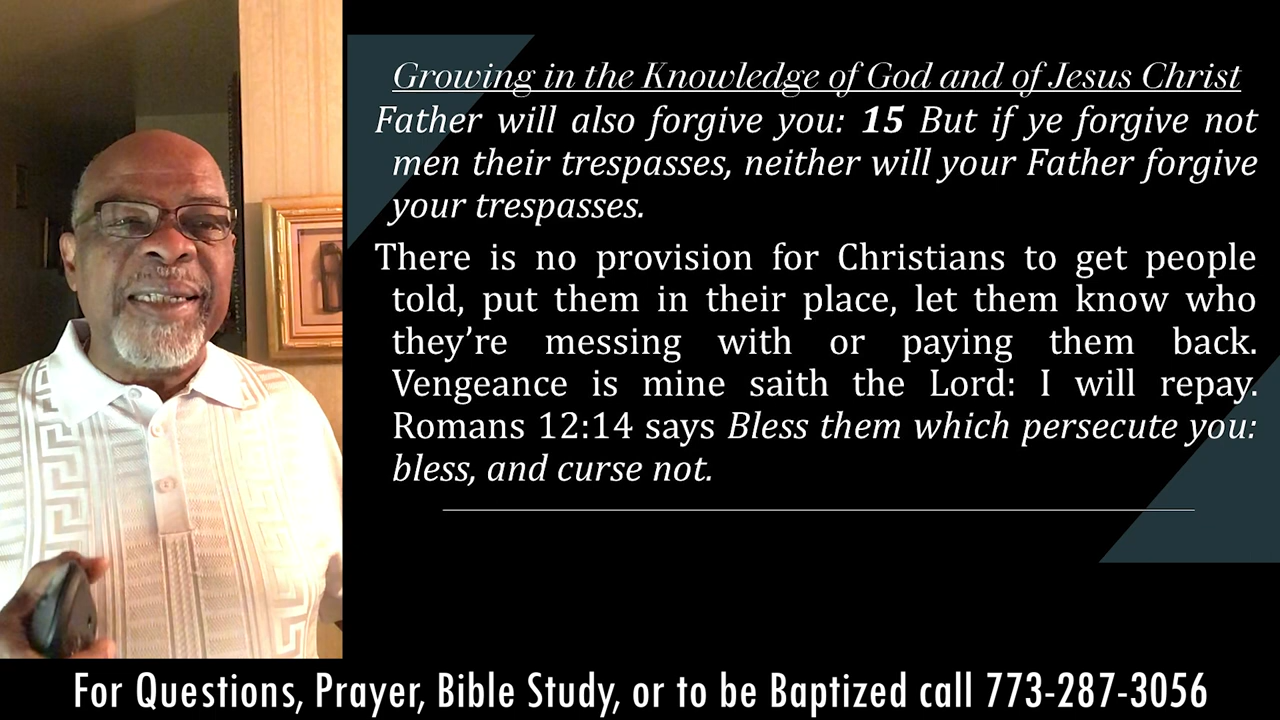 Growing in the Knowledge of God and of Jesus Christ
Father will also forgive you: 15 But if ye forgive not
men their trespasses, neither will your Father forgive
your trespasses.
There is no provision for Christians to get people
told, put them in their place, let them know who
they’re messing with or paying them back.
Vengeance is mine saith the Lord: I will repay.
Romans 12:14 says Bless them which persecute you:
bless, and curse not.
For Questions, Prayer, Bible Study, or to be Baptized call 773-287-3056